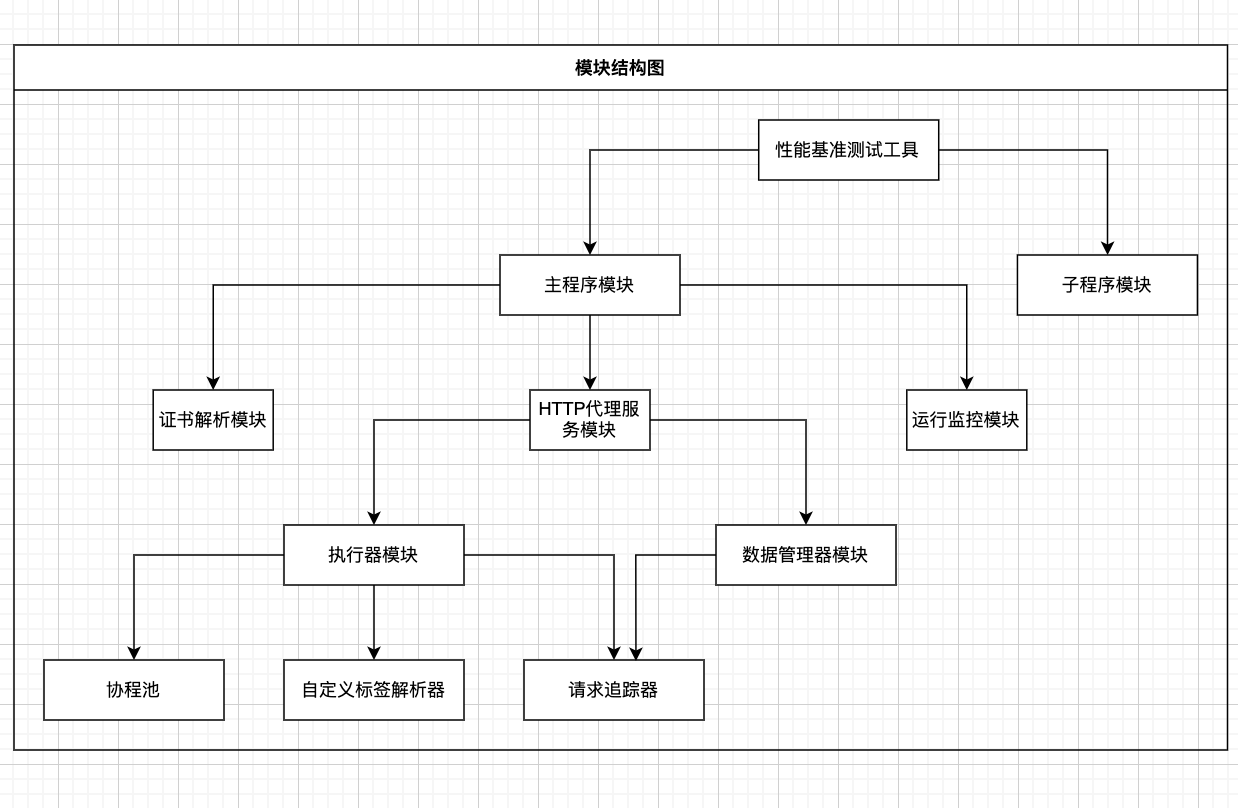 模块结构图
性能基准测试工具
主程序模块
子程序模块
证书解析模块
HTTP代理服
务模块
运行监控模块
执行器模块
数据管理器模块
协程池
自定义标签解析器
请求追踪器